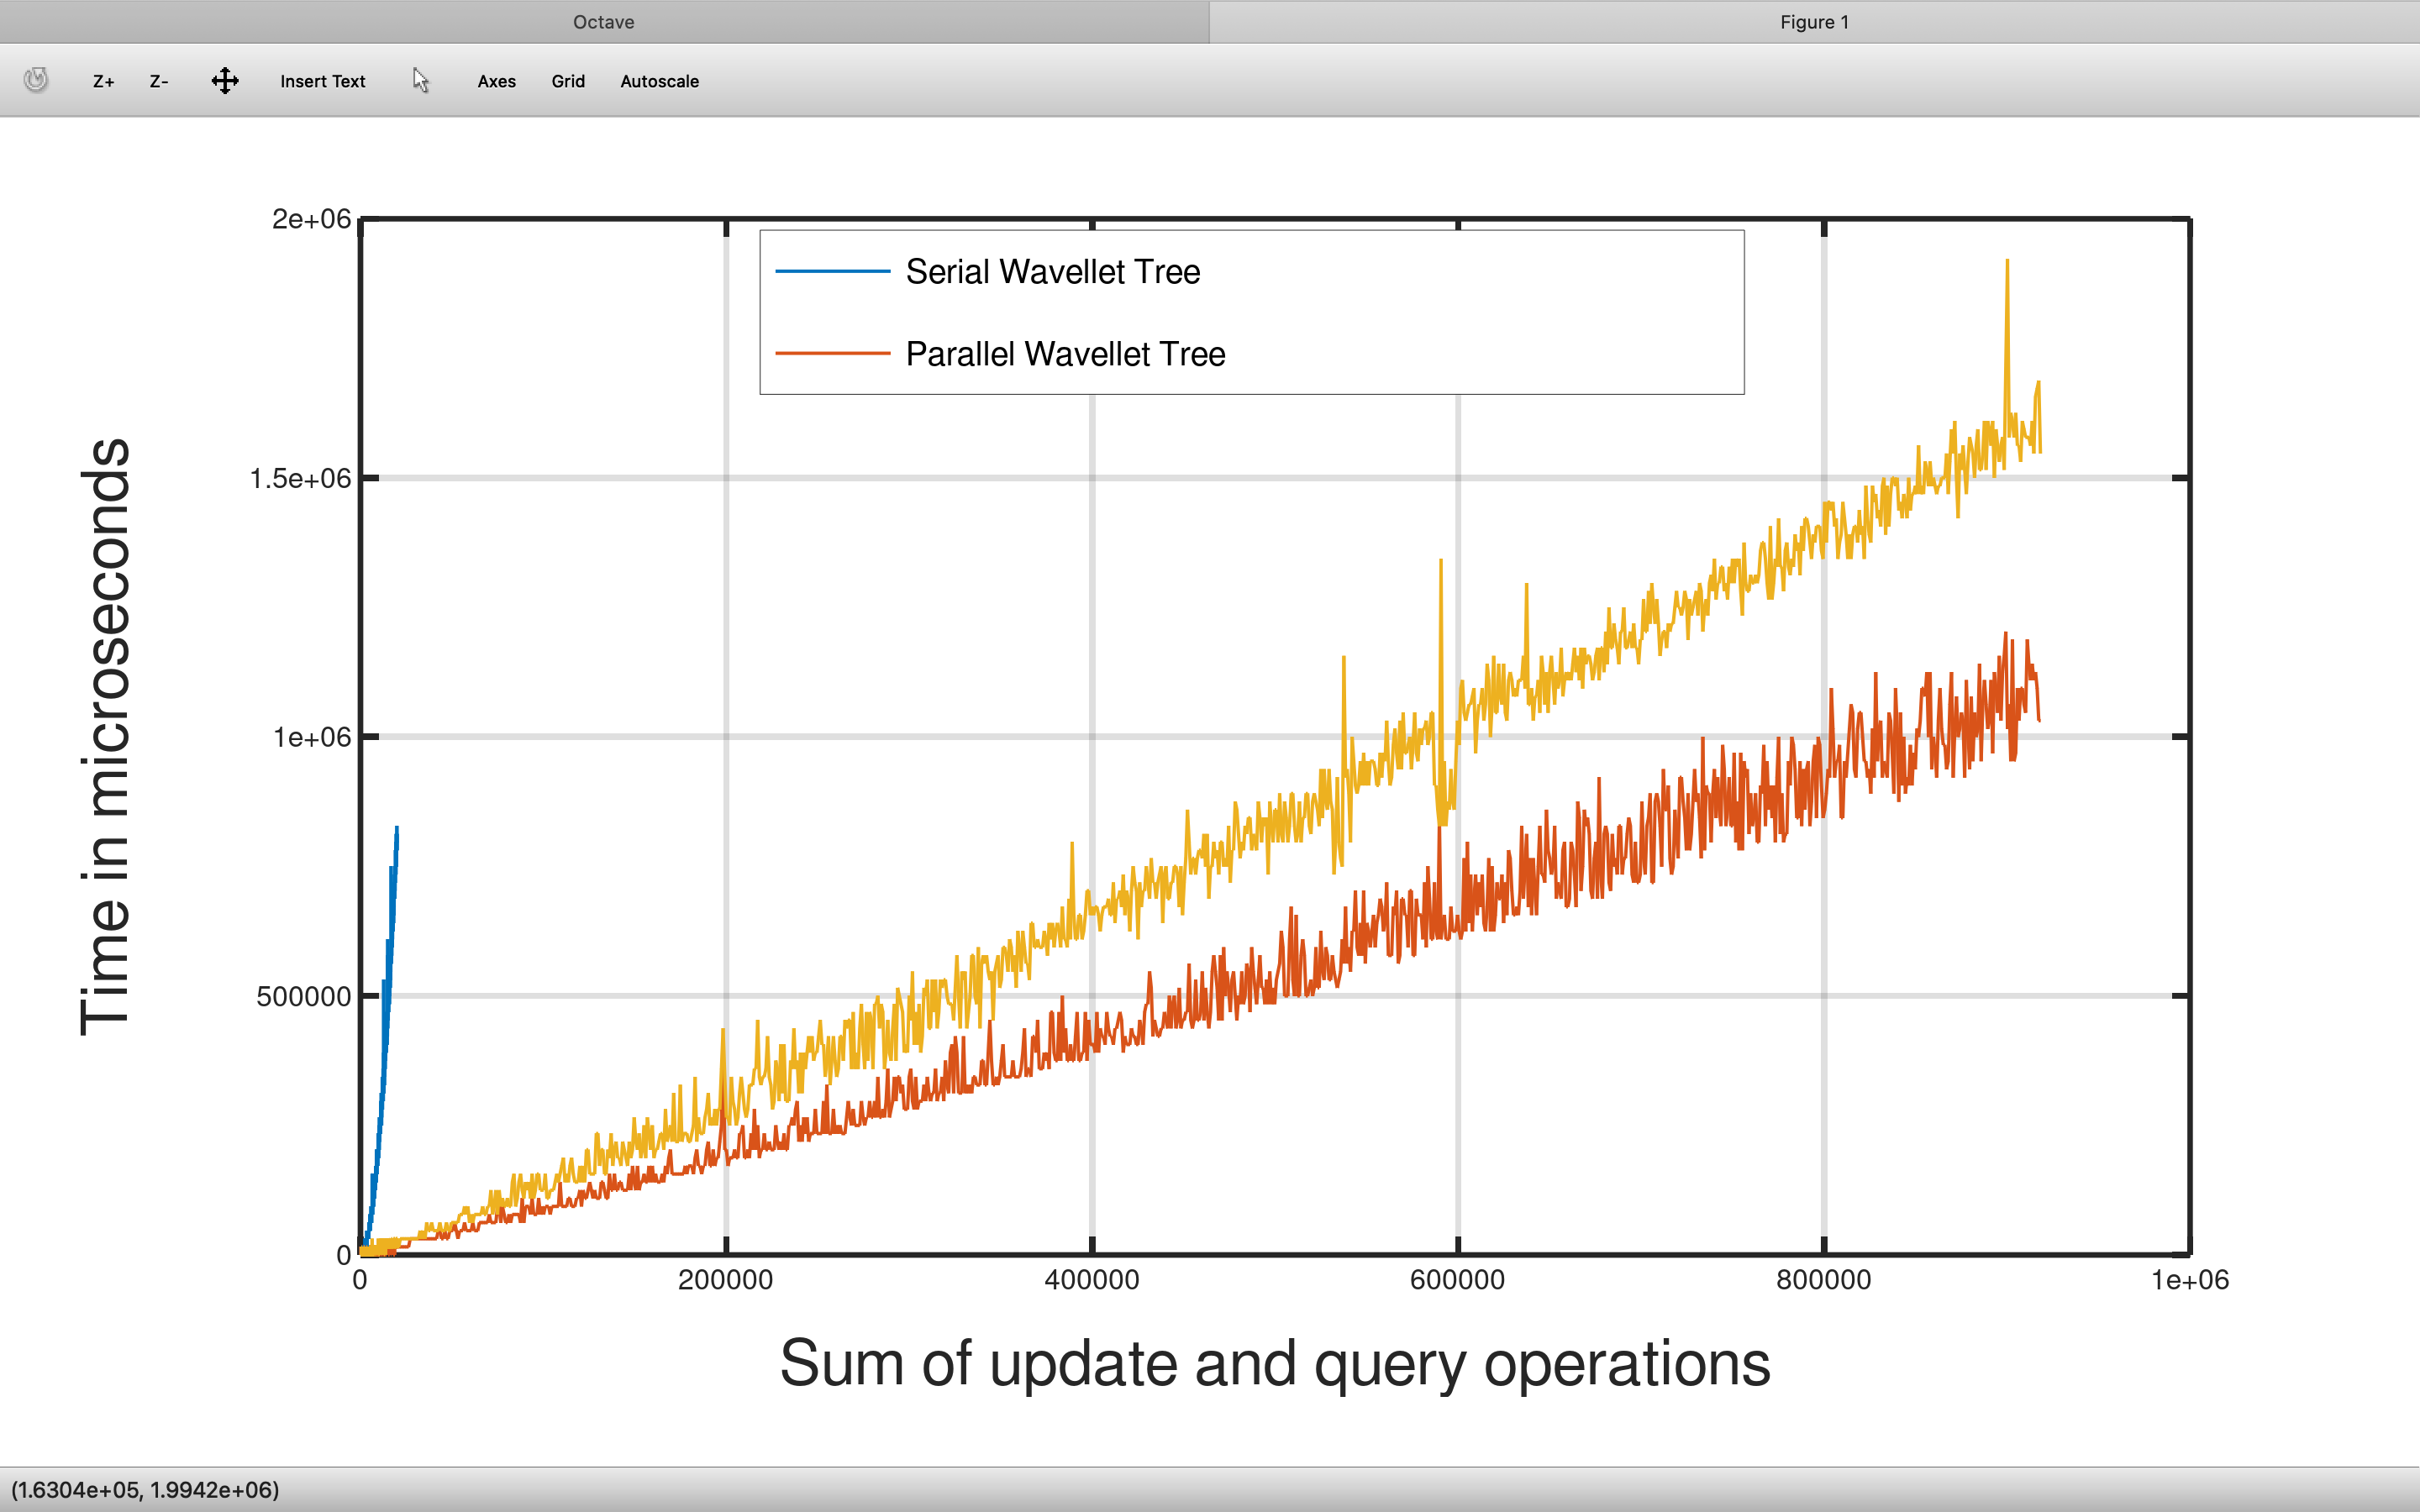 Octave
Figure 1
Z+ Z- Insert Text Axes Grid Autoscale
2e+06
Serial Wavellet Tree
Parallel Wavellet Tree
1.5e+06
1e+06
500000
0
Time in microseconds
0 200000 400000 600000 800000 1e+06
Sum of update and query operations
(1.6304e+05, 1.9942e+06)